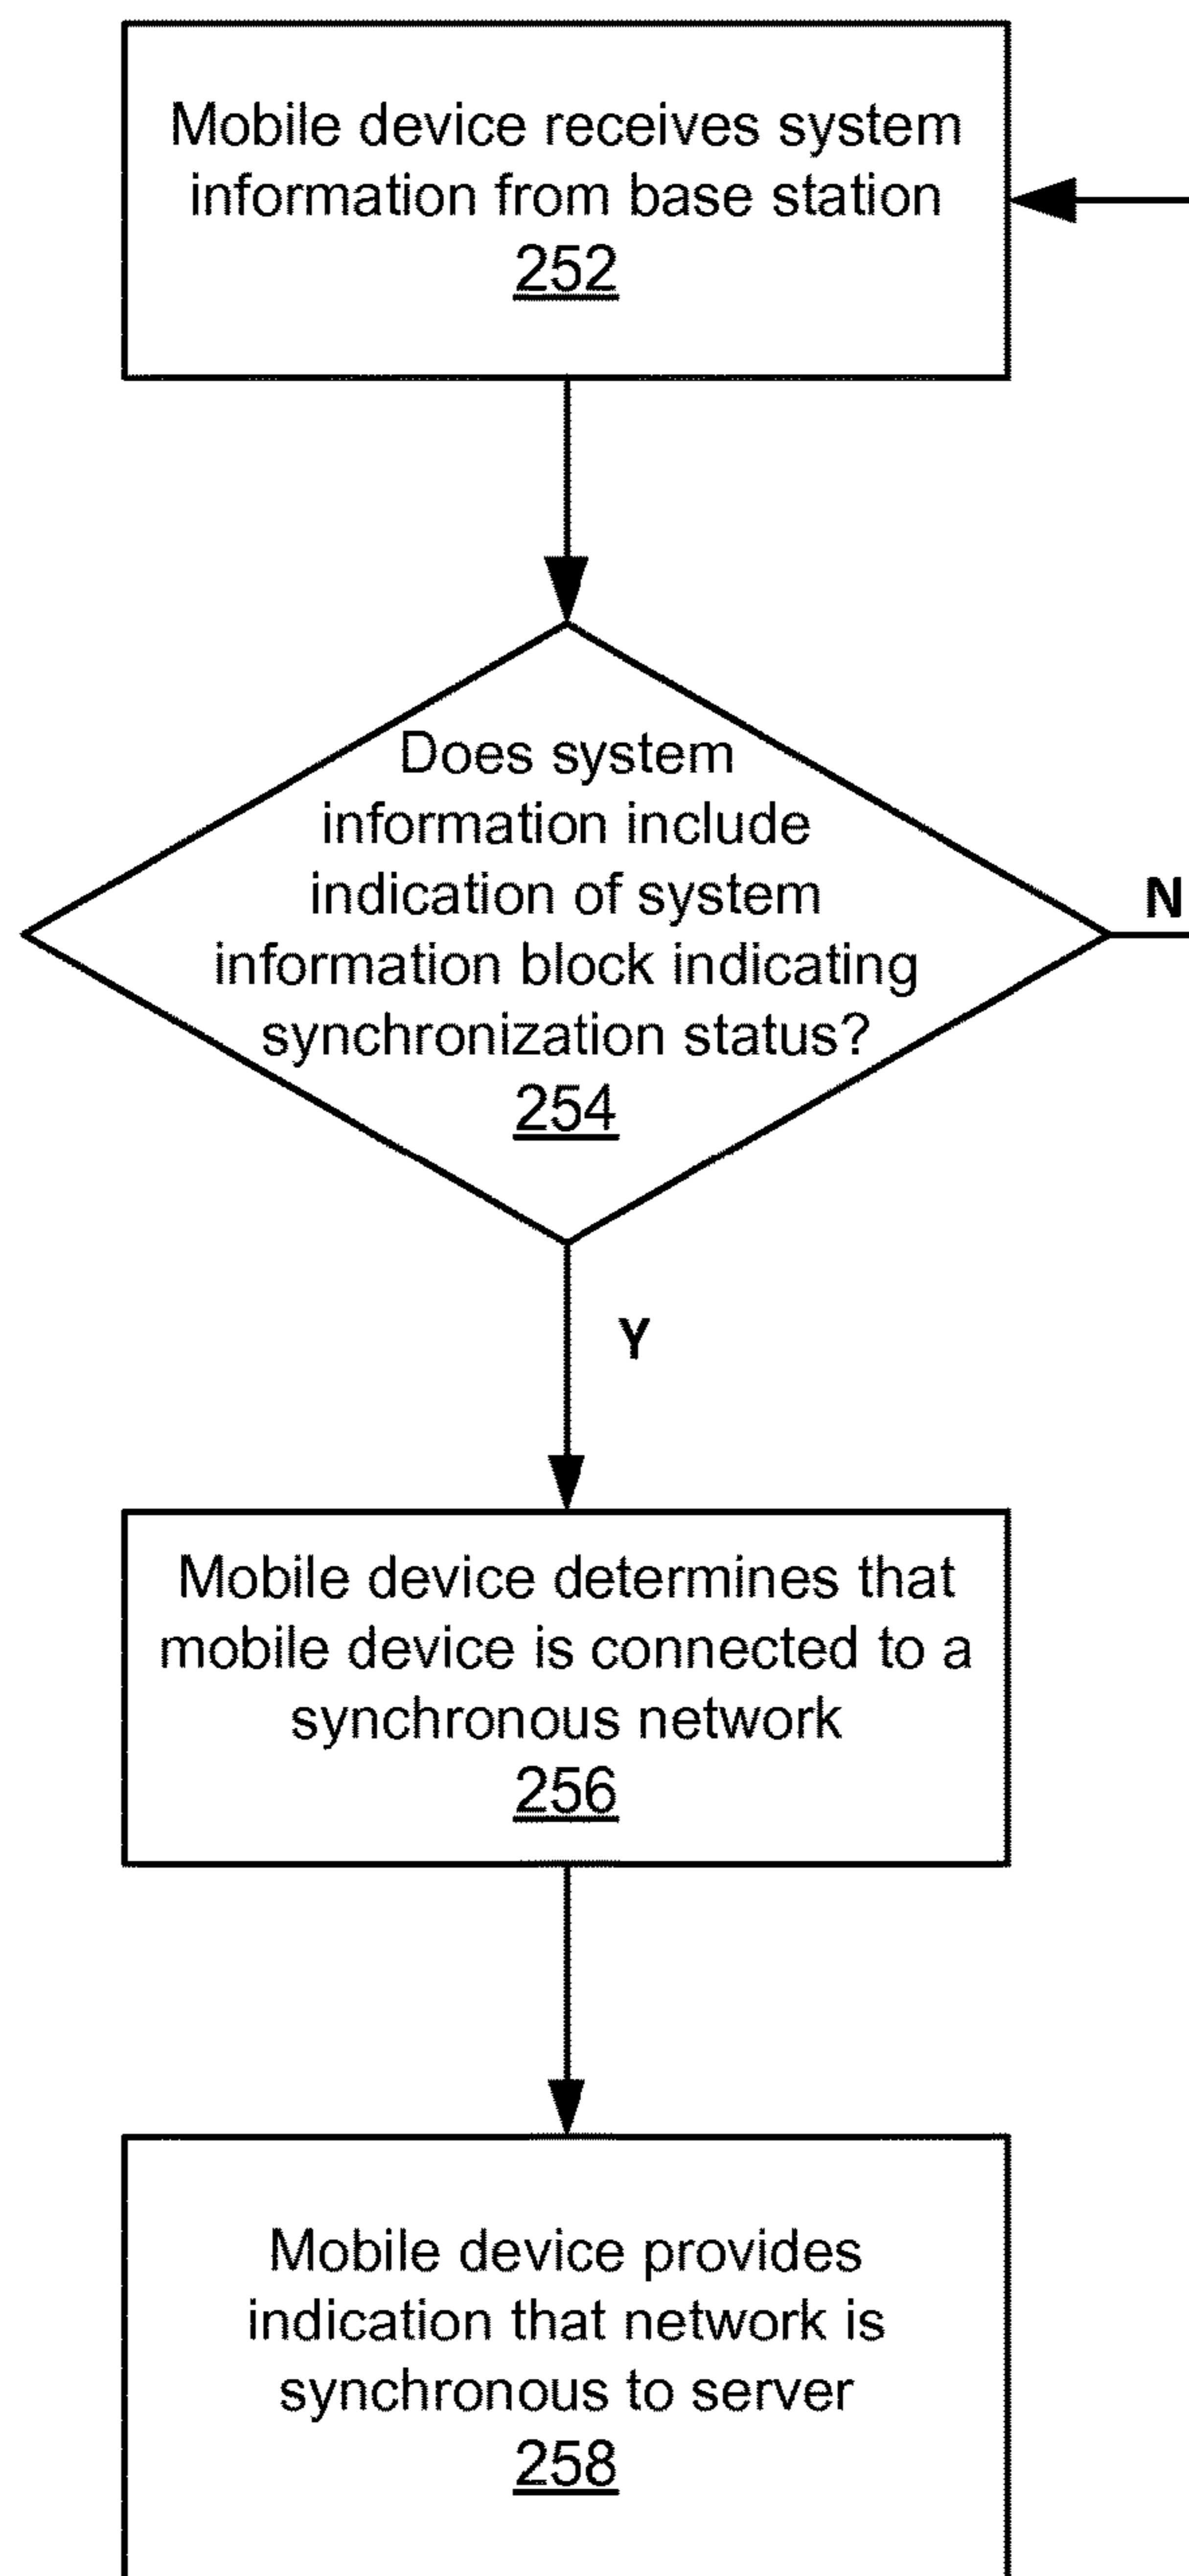 Mobile device receives system
information from base station
252
Does system
information include
indication of system
information block indicating
synchronization status?
254
N
Y
Mobile device determines that
mobile device is connected to a
synchronous network
256
Mobile device provides
indication that network is
synchronous to server
258